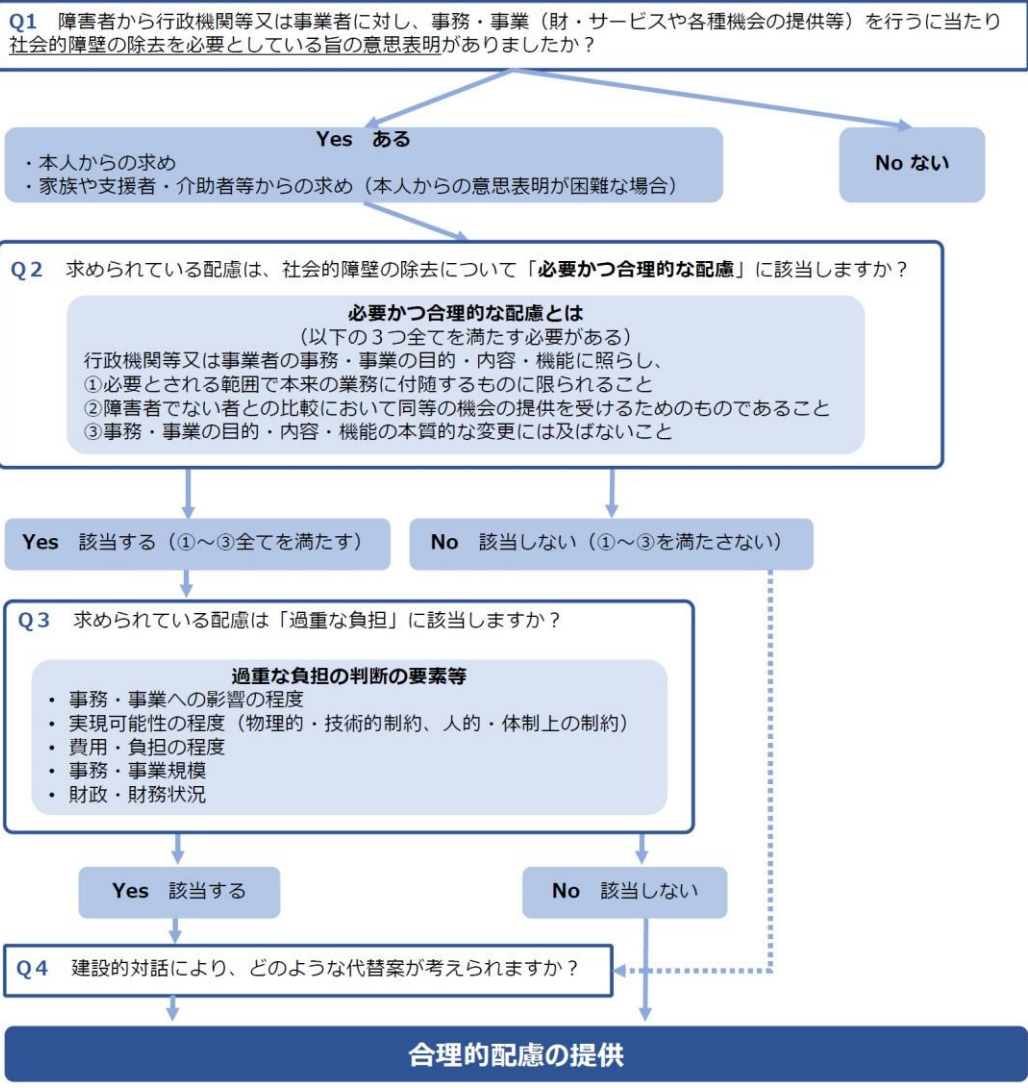 Q1 障害者から行政機関等又は事業者に対し、事務・事業（財・サービスや各種機会の提供等）を行うに当たり
社会的障壁の除去を必要としている旨の意思表明がありましたか？
Yes ある
・本人からの求め
・家族や支援者・介助者等からの求め（本人からの意思表明が困難な場合）
No ない
Q2 求められている配慮は、社会的障壁の除去について「必要かつ合理的な配慮」に該当しますか？
必要かつ合理的な配慮とは
（以下の３つ全てを満たす必要がある）
行政機関等又は事業者の事務・事業の目的・内容・機能に照らし、
①必要とされる範囲で本来の業務に付随するものに限られること
②障害者でない者との比較において同等の機会の提供を受けるためのものであること
③事務・事業の目的・内容・機能の本質的な変更には及ばないこと
Yes 該当する（①～③全てを満たす）
No 該当しない（①～③を満たさない）
Q3 求められている配慮は「過重な負担」に該当しますか？
過重な負担の判断の要素等
• 事務・事業への影響の程度
• 実現可能性の程度（物理的・技術的制約、人的・体制上の制約）
• 費用・負担の程度
• 事務・事業規模
• 財政・財務状況
Yes 該当する
No 該当しない
Q4 建設的対話により、どのような代替案が考えられますか？
合理的配慮の提供